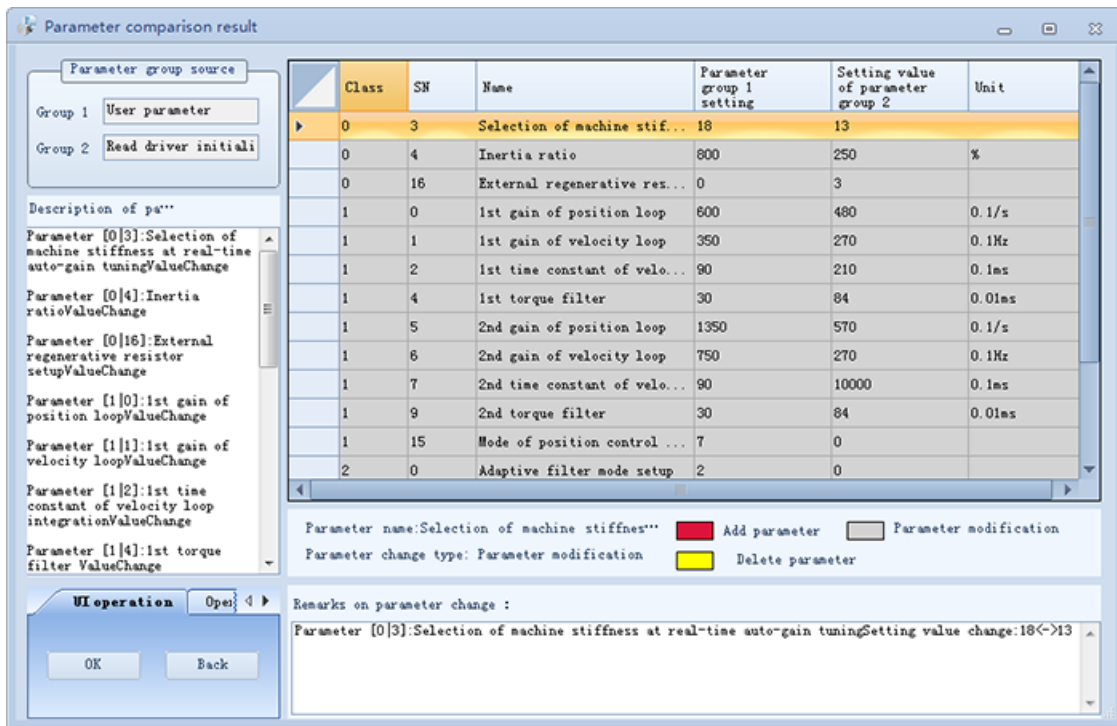 Parameter comparison result
Parameter group source
Group 1 User parameter
Group 2 Read driver initiali
Description of pa…
Parameter [0|3]:Selection of
machine stiffness at real-time
auto-gain tuningValueChange
Parameter [0|4]:Inertia
ratioValueChange
Parameter [0|16]:External
regenerative resistor
setupValueChange
Parameter [1|0]:1st gain of
position loopValueChange
Parameter [1|1]:1st gain of
velocity loopValueChange
Parameter [1|2]:1st time
constant of velocity loop
integrationValueChange
Parameter [1|4]:1st torque
filter ValueChange
UI operation Oper
OK Back
Class SN Name Parameter group 1 setting Setting value of parameter group 2 Unit
0 3 Selection of machine stif... 18 13
0 4 Inertia ratio 800 250 %
0 16 External regenerative res... 0 3
1 0 1st gain of position loop 600 480 0.1/s
1 1 1st gain of velocity loop 350 270 0.1Hz
1 2 1st time constant of velo... 90 210 0.1ms
1 4 1st torque filter 30 84 0.01ms
1 5 2nd gain of position loop 1350 570 0.1/s
1 6 2nd gain of velocity loop 750 270 0.1Hz
1 7 2nd time constant of velo... 90 10000 0.1ms
1 9 2nd torque filter 30 84 0.01ms
1 15 Mode of position control ... 7 0
2 0 Adaptive filter mode setup 2 0
Parameter name:Selection of machine stiffnes… Add parameter Parameter modification
Parameter change type: Parameter modification Delete parameter
Remarks on parameter change :
Parameter [0|3]:Selection of machine stiffness at real-time auto-gain tuningSetting value change:18<->13